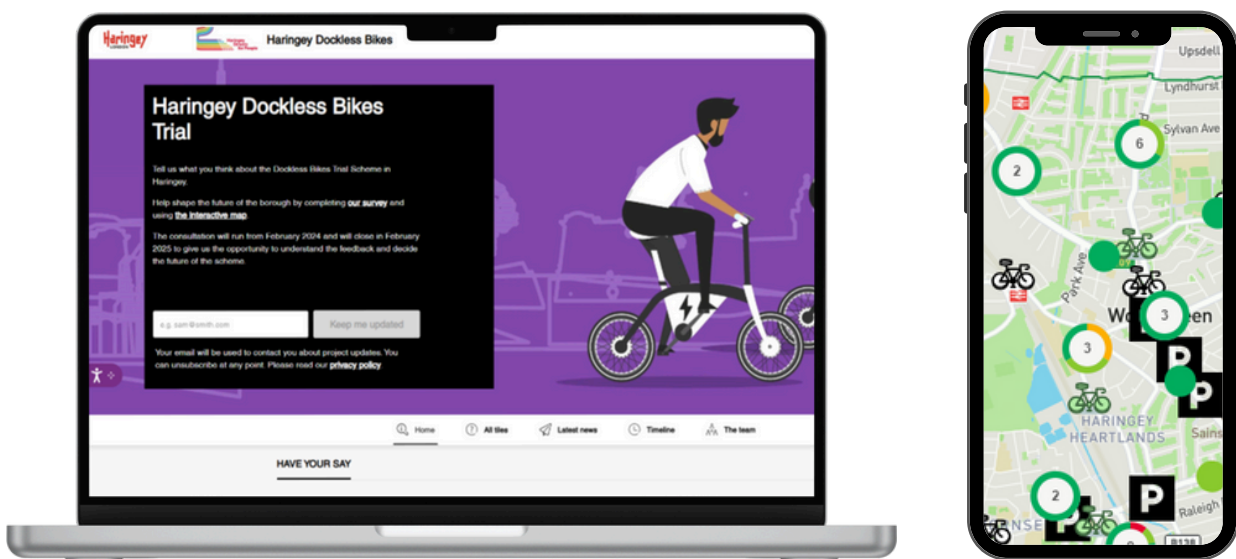 Haringey
LONDON
Haringey Dockless Bikes
Haringey Dockless Bikes
Trial
Tell us what you think about the Dockless Bikes Trial Scheme in
Haringey.
Help shape the future of the borough by completing our survey and
using the interactive map.
The consultation will run from February 2024 and will close in February
2025 to give us the opportunity to understand the feedback and decide
the future of the scheme.
e.g. sam@smith.com
Keep me updated
Your email will be used to contact you about project updates. You
can unsubscribe at any point. Please read our privacy policy
Home
All tiles
Latest news
Timeline
The team
HAVE YOUR SAY
Upsdell
Lyndhurst
Sylvan Ave
6
2
Park Ave
Wo
een
3
3
P
P
HARINGEY
HEARTLANDS
Sains
2
P
P
Raleigh
NSE
B138